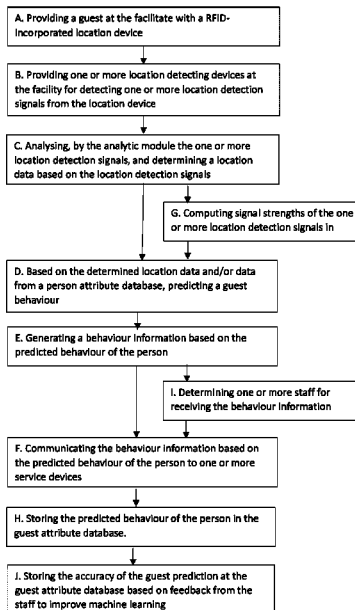 A. Providing a guest at the facilitate with a RFID-
incorporated location device
B. Providing one or more location detecting devices at
the facility for detecting one or more location detection
signals from the location device
C. Analysing, by the analytic module the one or more
location detection signals, and determining a location
data based on the location detection signals
G. Computing signal strengths of the one
or more location detection signals in
D. Based on the determined location data and/or data
from a person attribute database, predicting a guest
behaviour
E. Generating a behaviour information based on the
predicted behaviour of the person
I. Determining one or more staff for
receiving the behaviour information
F. Communicating the behaviour information based on
the predicted behaviour of the person to one or more
service devices
H. Storing the predicted behaviour of the person in the
guest attribute database.
J. Storing the accuracy of the guest prediction at the
guest attribute database based on feedback from the
staff to improve machine learning